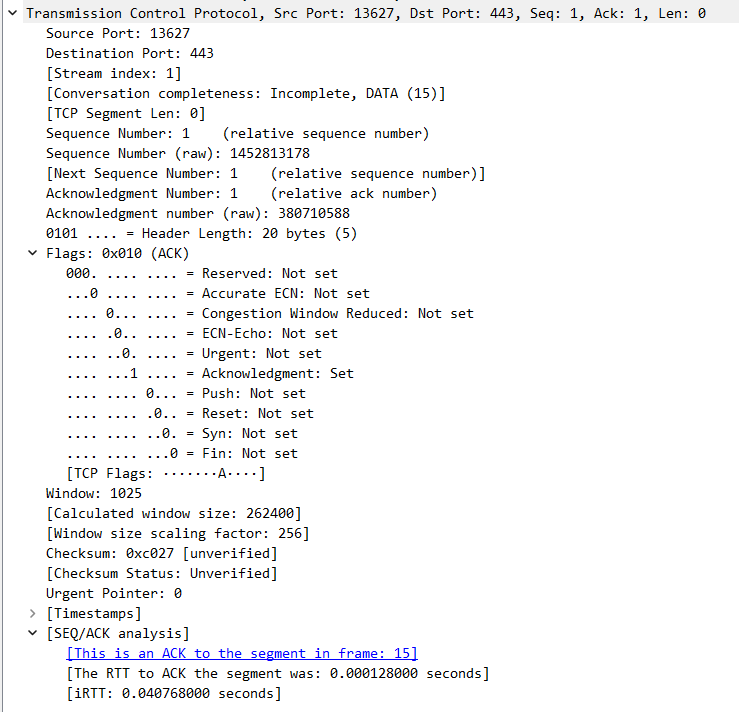 Transmission Control Protocol, Src Port: 13627, Dst Port: 443, Seq: 1, Ack: 1, Len: 0
Source Port: 13627
Destination Port: 443
[Stream index: 1]
[Conversation completeness: Incomplete, DATA (15)]
[TCP Segment Len: 0]
Sequence Number: 1    (relative sequence number)
Sequence Number (raw): 1452813178
[Next Sequence Number: 1    (relative sequence number)]
Acknowledgment Number: 1    (relative ack number)
Acknowledgment number (raw): 380710588
0101 .... = Header Length: 20 bytes (5)
Flags: 0x010 (ACK)
000. .... .... = Reserved: Not set
...0 .... .... = Accurate ECN: Not set
.... 0... .... = Congestion Window Reduced: Not set
.... .0.. .... = ECN-Echo: Not set
.... ..0. .... = Urgent: Not set
.... ...1 .... = Acknowledgment: Set
.... .... 0... = Push: Not set
.... .... .0.. = Reset: Not set
.... .... ..0. = Syn: Not set
.... .... ...0 = Fin: Not set
[TCP Flags: ·······A····]
Window: 1025
[Calculated window size: 262400]
[Window size scaling factor: 256]
Checksum: 0xc027 [unverified]
[Checksum Status: Unverified]
Urgent Pointer: 0
[Timestamps]
[SEQ/ACK analysis]
[This is an ACK to the segment in frame: 15]
[The RTT to ACK the segment was: 0.000128000 seconds]
[iRTT: 0.040768000 seconds]